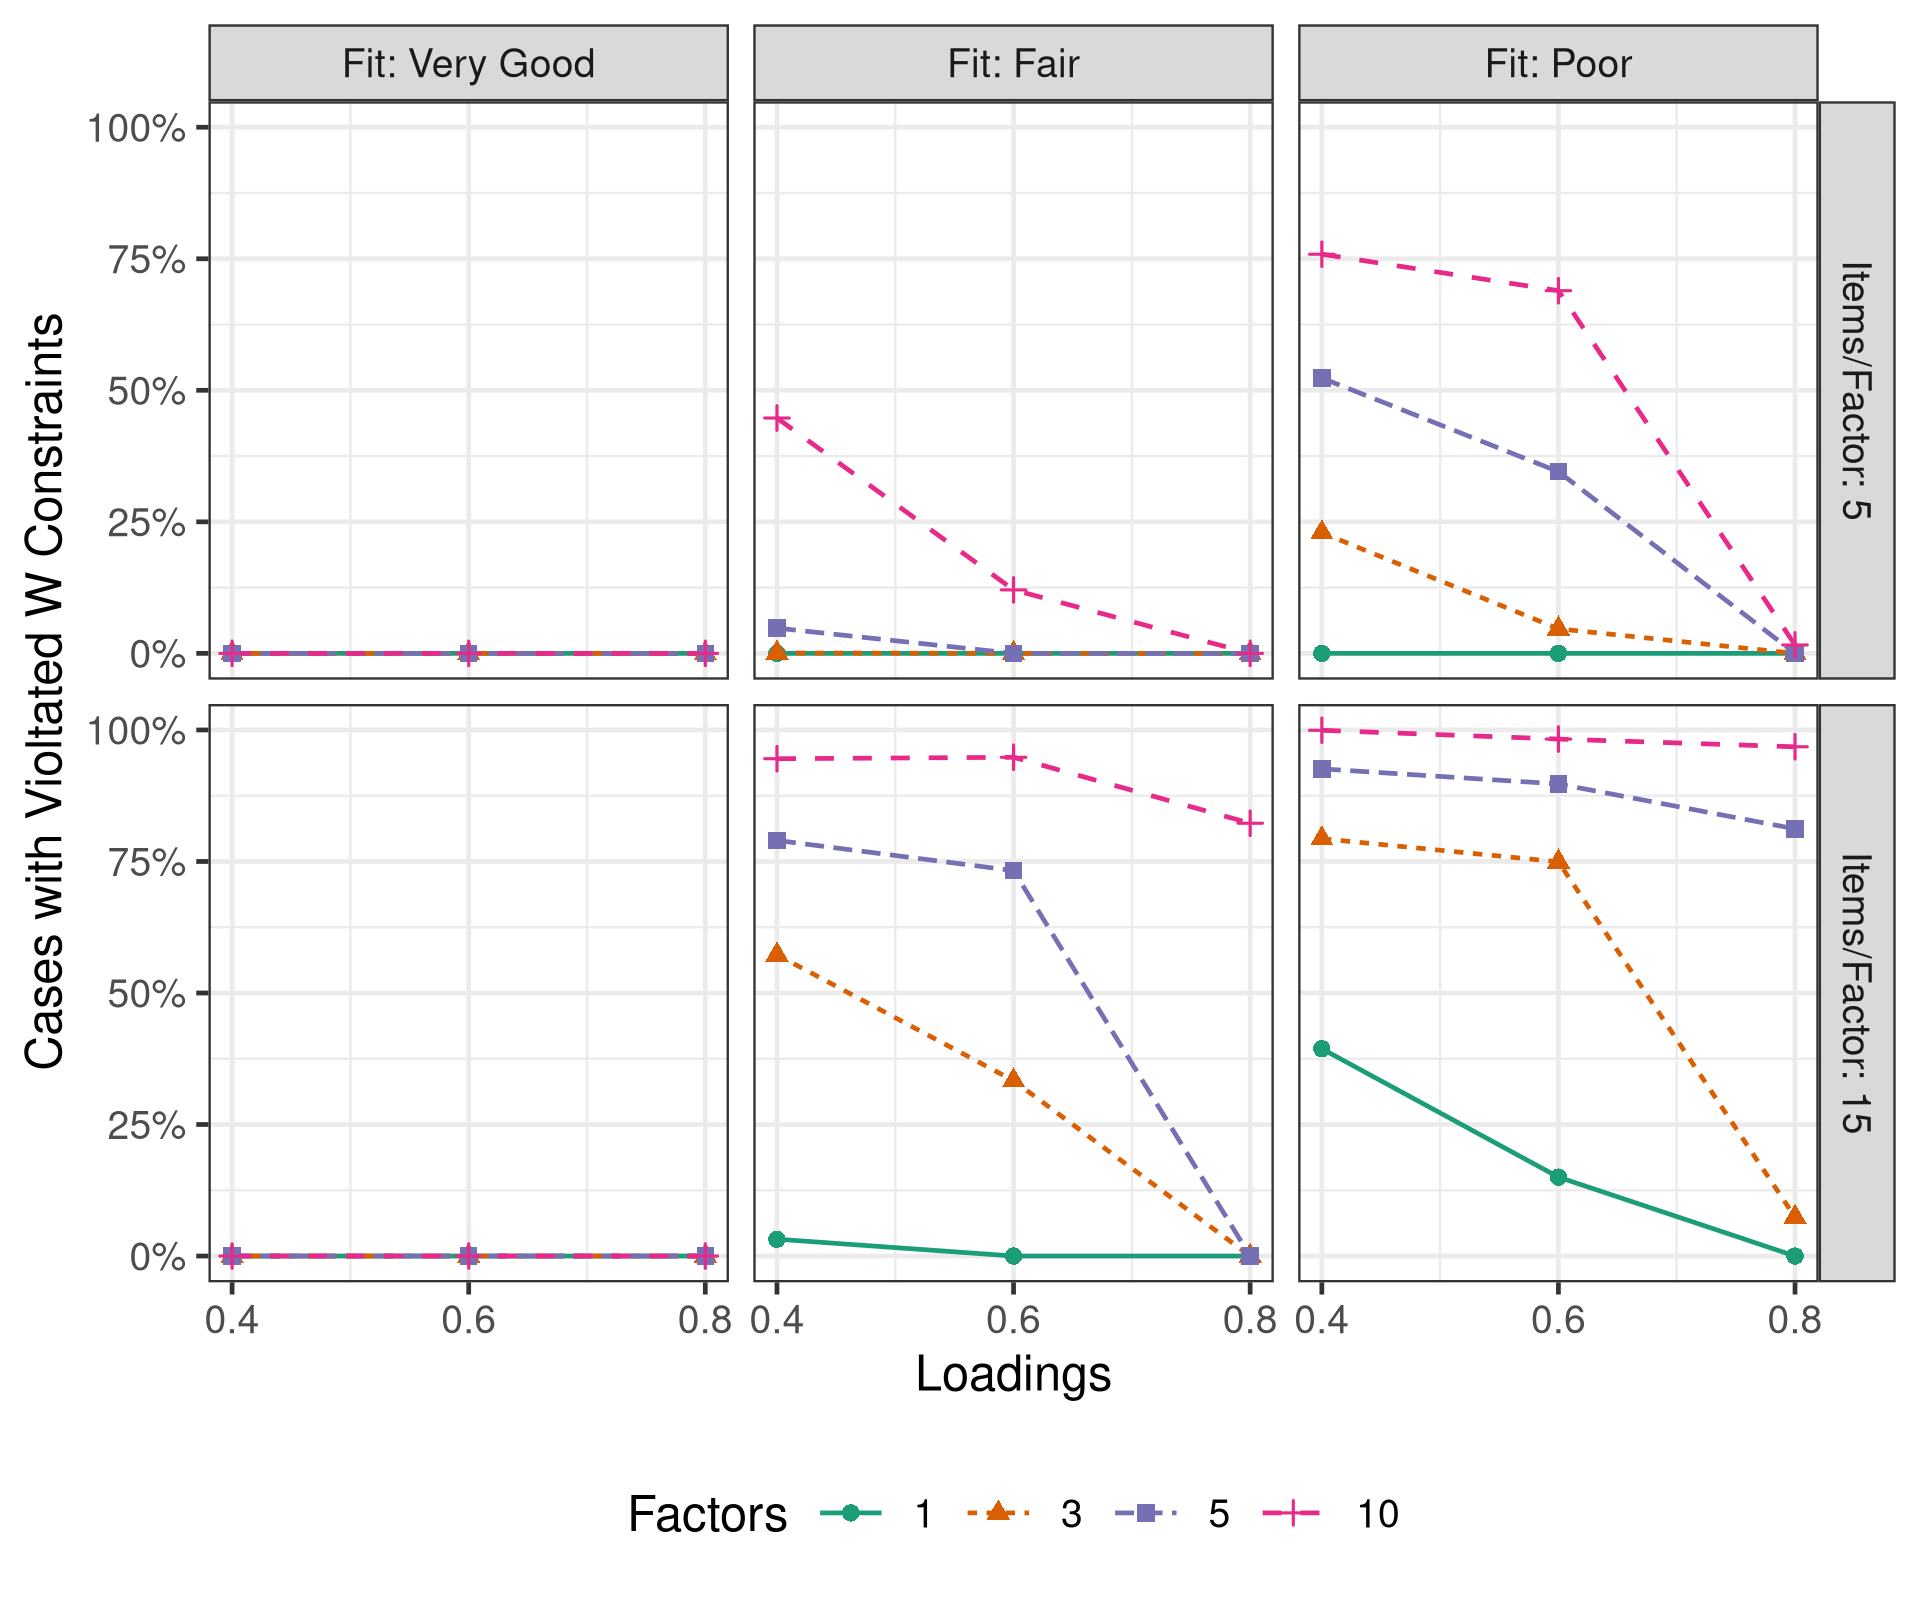 Fit: Very Good
Fit: Fair
Fit: Poor
100%
75%
50%
25%
0%
Items/Factor: 5
100%
75%
50%
25%
0%
Items/Factor: 15
Cases with Violtated W Constraints
0.4
0.6
0.8
0.4
0.6
0.8
0.4
0.6
0.8
Loadings
Factors 1 3 5 10